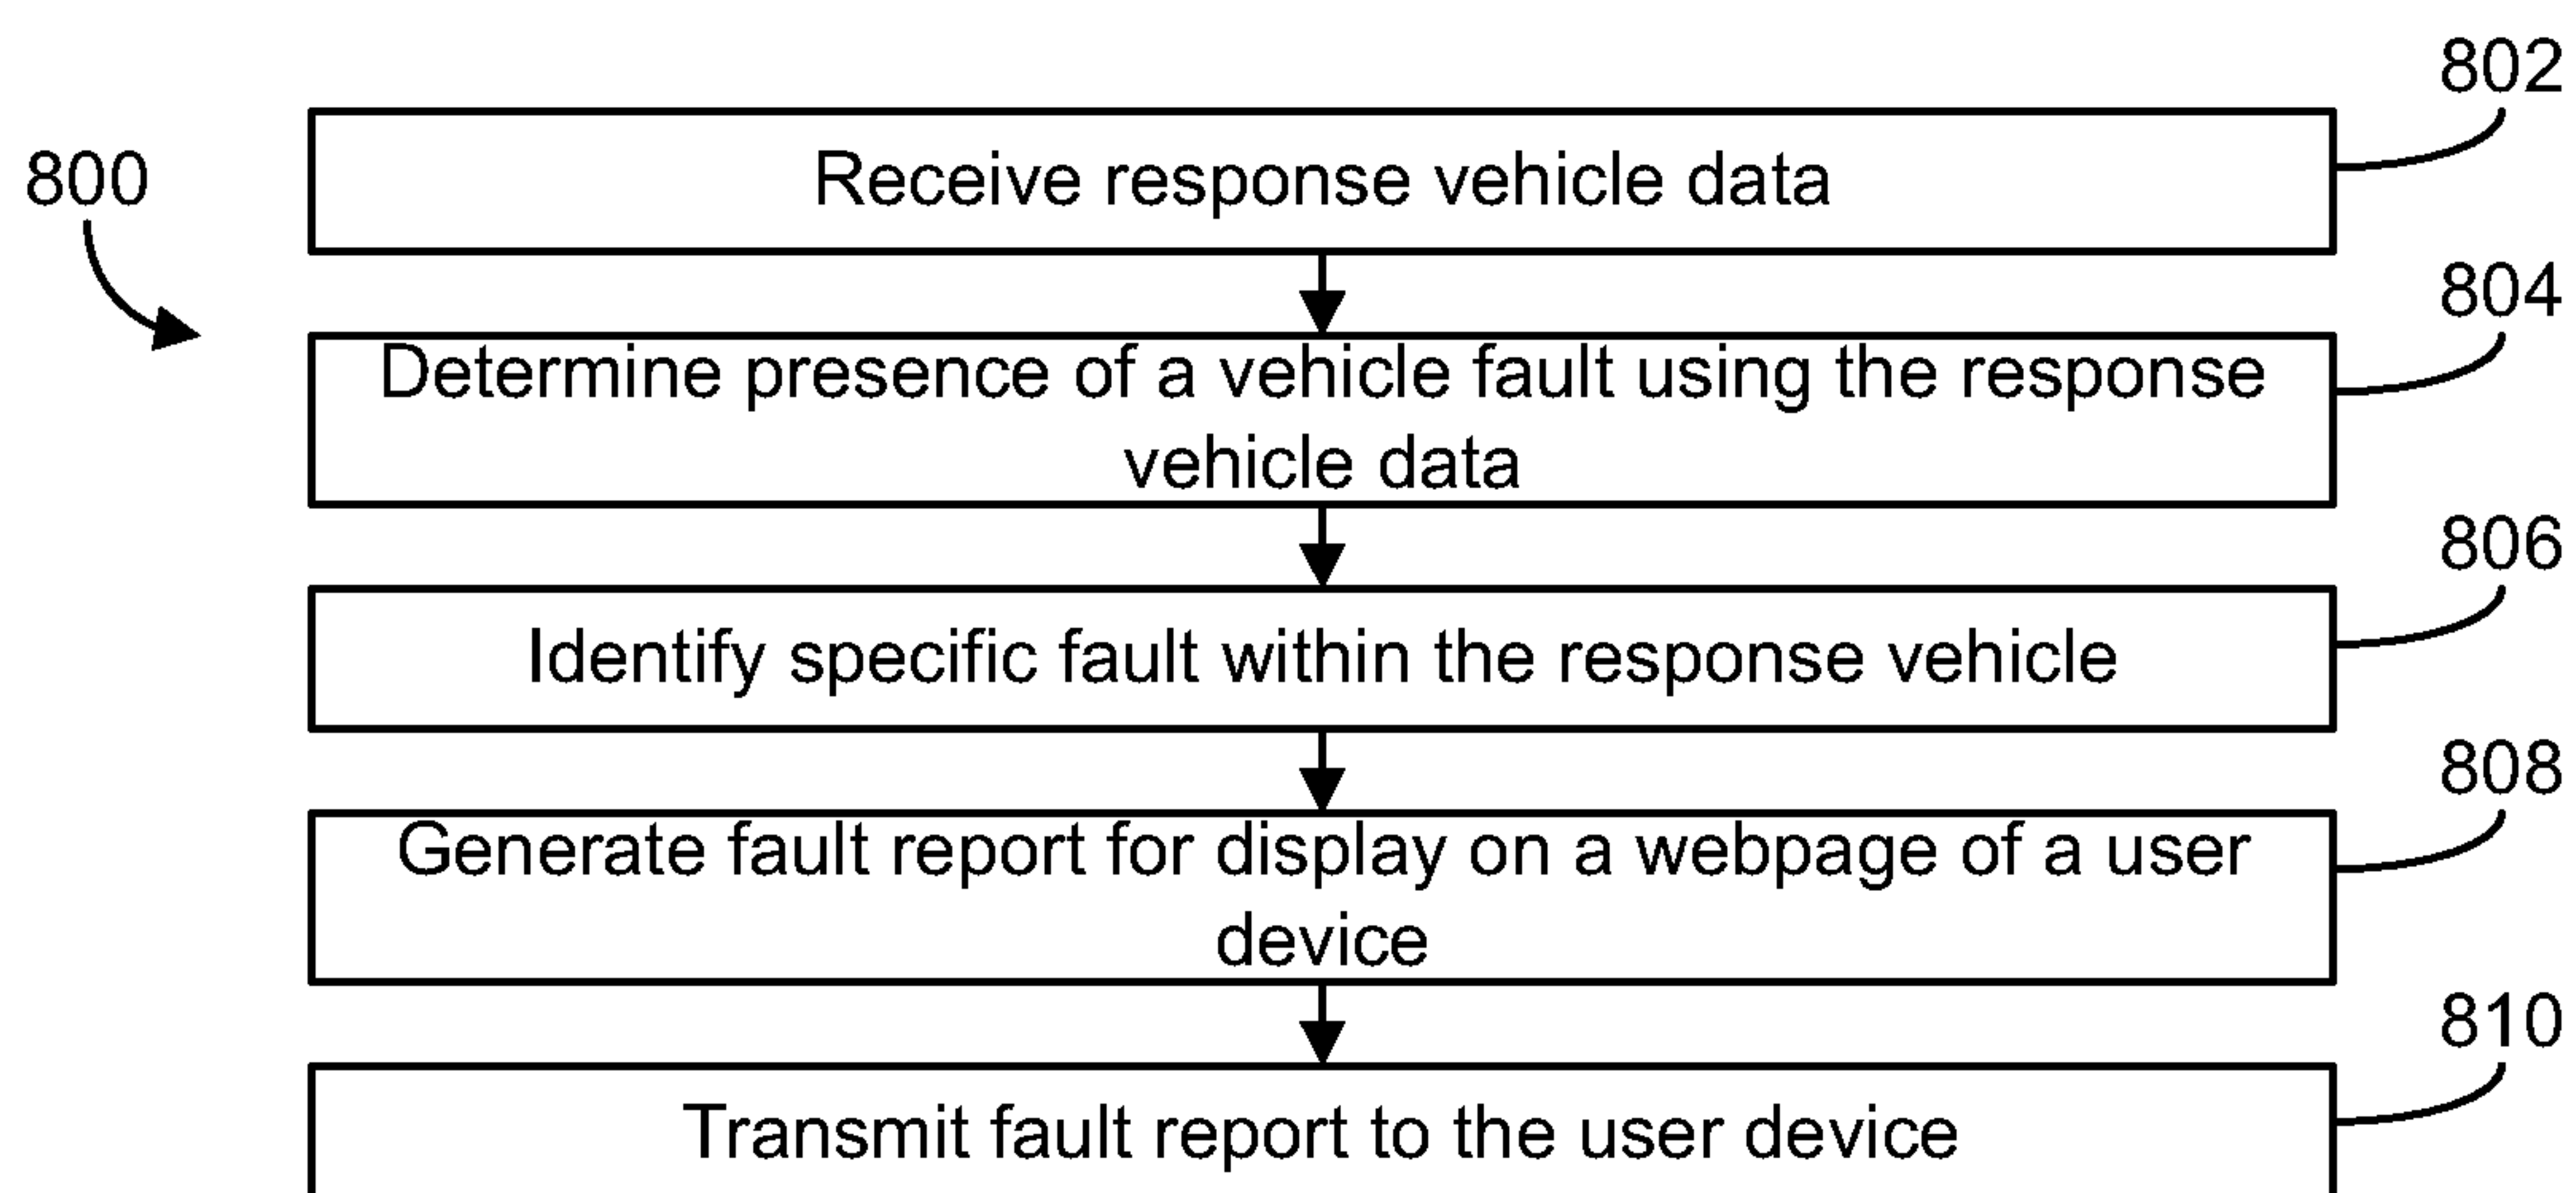 802
800
Receive response vehicle data
804
Determine presence of a vehicle fault using the response
vehicle data
806
Identify specific fault within the response vehicle
808
Generate fault report for display on a webpage of a user
device
810
Transmit fault report to the user device